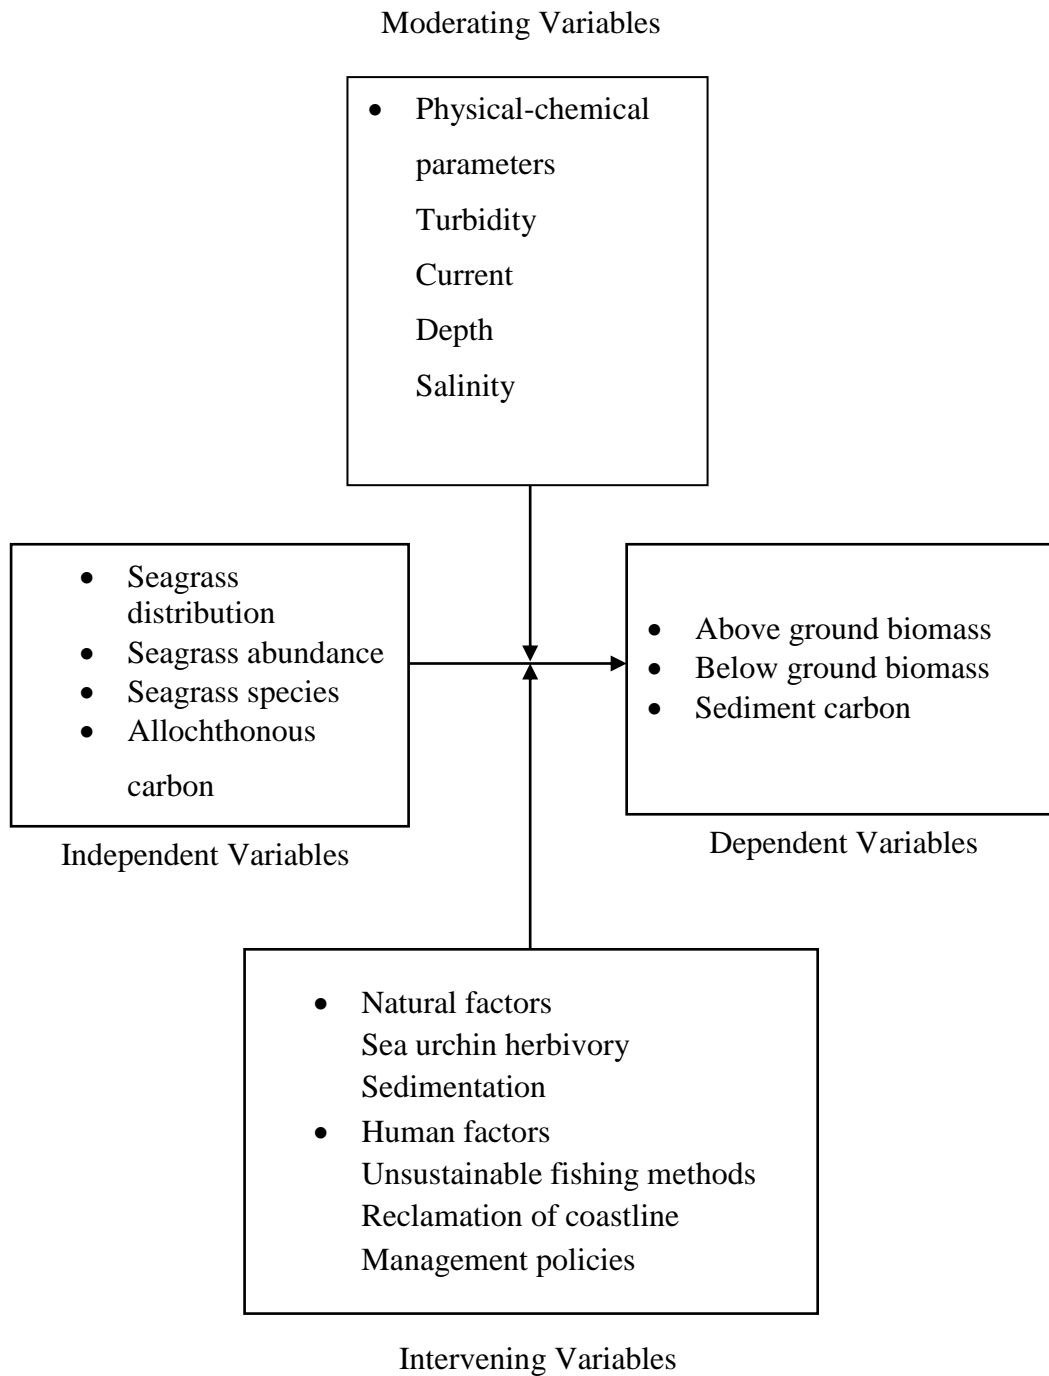 Moderating Variables
• Physical-chemical
parameters
Turbidity
Current
Depth
Salinity
• Seagrass
distribution
• Seagrass abundance
• Seagrass species
• Allochthonous
carbon
Independent Variables
• Above ground biomass
• Below ground biomass
• Sediment carbon
Dependent Variables
• Natural factors
Sea urchin herbivory
Sedimentation
• Human factors
Unsustainable fishing methods
Reclamation of coastline
Management policies
Intervening Variables